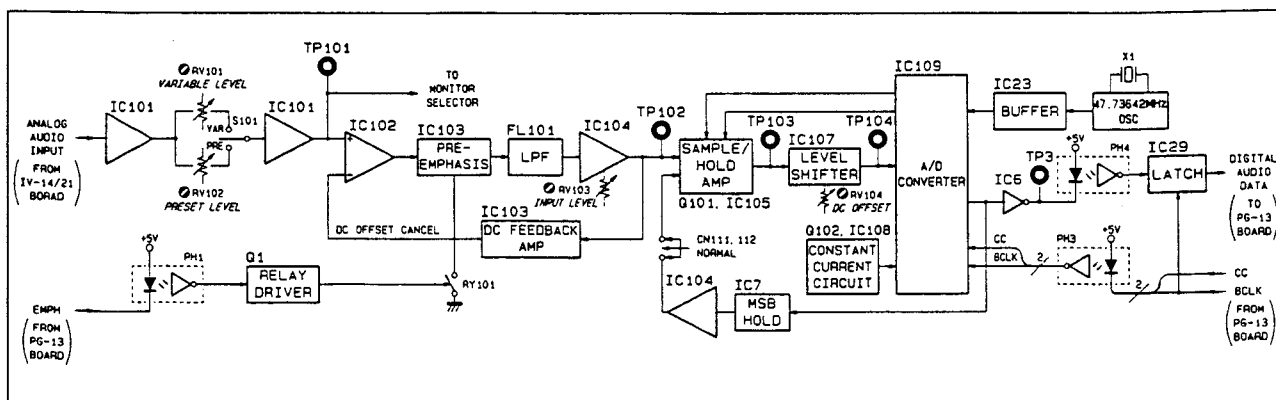 TP101
RV101
VARIABLE LEVEL
TO
MONITOR
SELECTOR
IC101
S101
VAR
PRE
IC101
ANALOG
AUDIO
INPUT
(FROM
IV-14/21
BORAD)
RV102
PRESET LEVEL
IC102
IC103
PRE-
EMPHASIS
FL101
LPF
IC104
RV103
INPUT LEVEL
TP102
IC103
DC FEEDBACK
AMP
DC OFFSET CANCEL
SAMPLE/
HOLD
AMP
Q101, IC105
TP103
IC107
LEVEL
SHIFTER
RV104
DC OFFSET
TP104
IC109
A/D
CONVERTER
IC23
BUFFER
X1
47.73642MHz
OSC
+5V
PH4
TP3
IC6
IC29
LATCH
DIGITAL
AUDIO
DATA
(TO
PG-13
BOARD)
Q102, IC108
CONSTANT
CURRENT
CIRCUIT
CC
BCLK
2
+5V
PH3
2
CC
BCLK
(FROM
PG-13
BOARD)
CN111, 112
NORMAL
IC104
IC7
MSB
HOLD
+5V
PH1
Q1
RELAY
DRIVER
RY101
EMPH
(FROM
PG-13
BOARD)